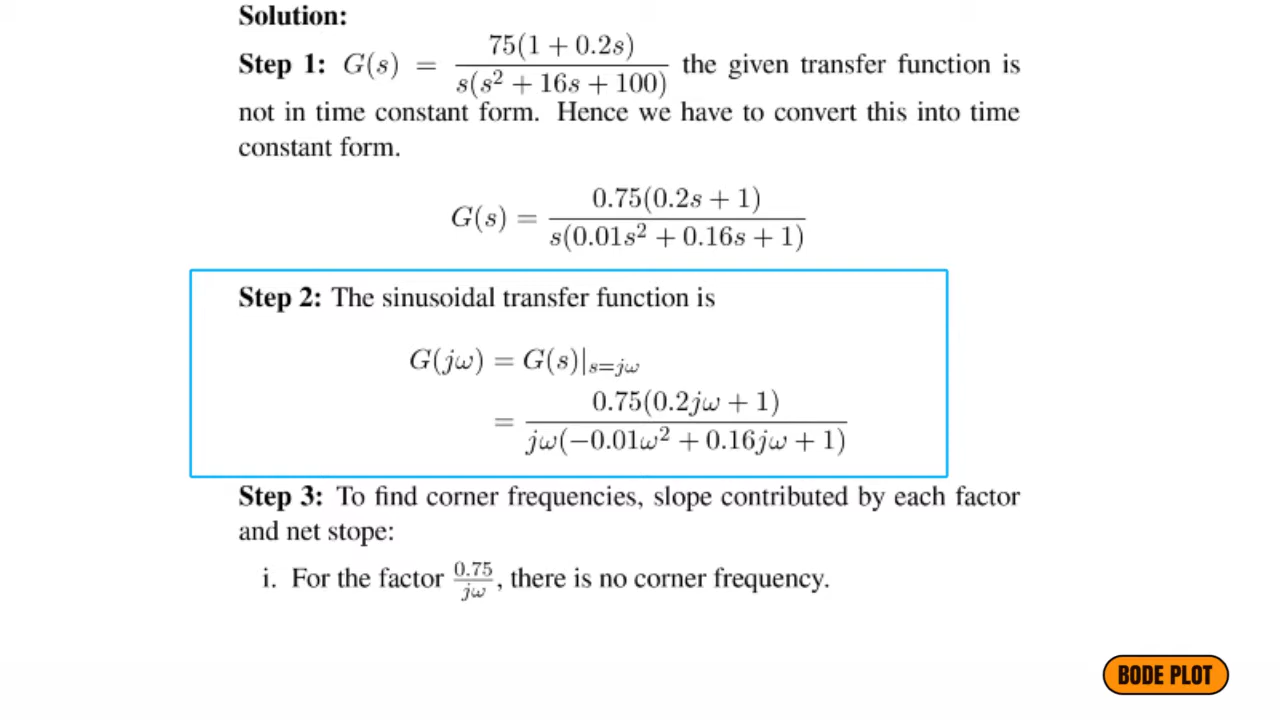 Solution:
Step 1: G(s) = 75(1 + 0.2s) / s(s² + 16s + 100) the given transfer function is
not in time constant form. Hence we have to convert this into time
constant form.
G(s) = 0.75(0.2s + 1) / s(0.01s² + 0.16s + 1)
Step 2: The sinusoidal transfer function is
G(jω) = G(s)|s=jω
= 0.75(0.2jω + 1) / jω(−0.01ω² + 0.16jω + 1)
Step 3: To find corner frequencies, slope contributed by each factor
and net stope:
i. For the factor 0.75/jω, there is no corner frequency.
BODE PLOT